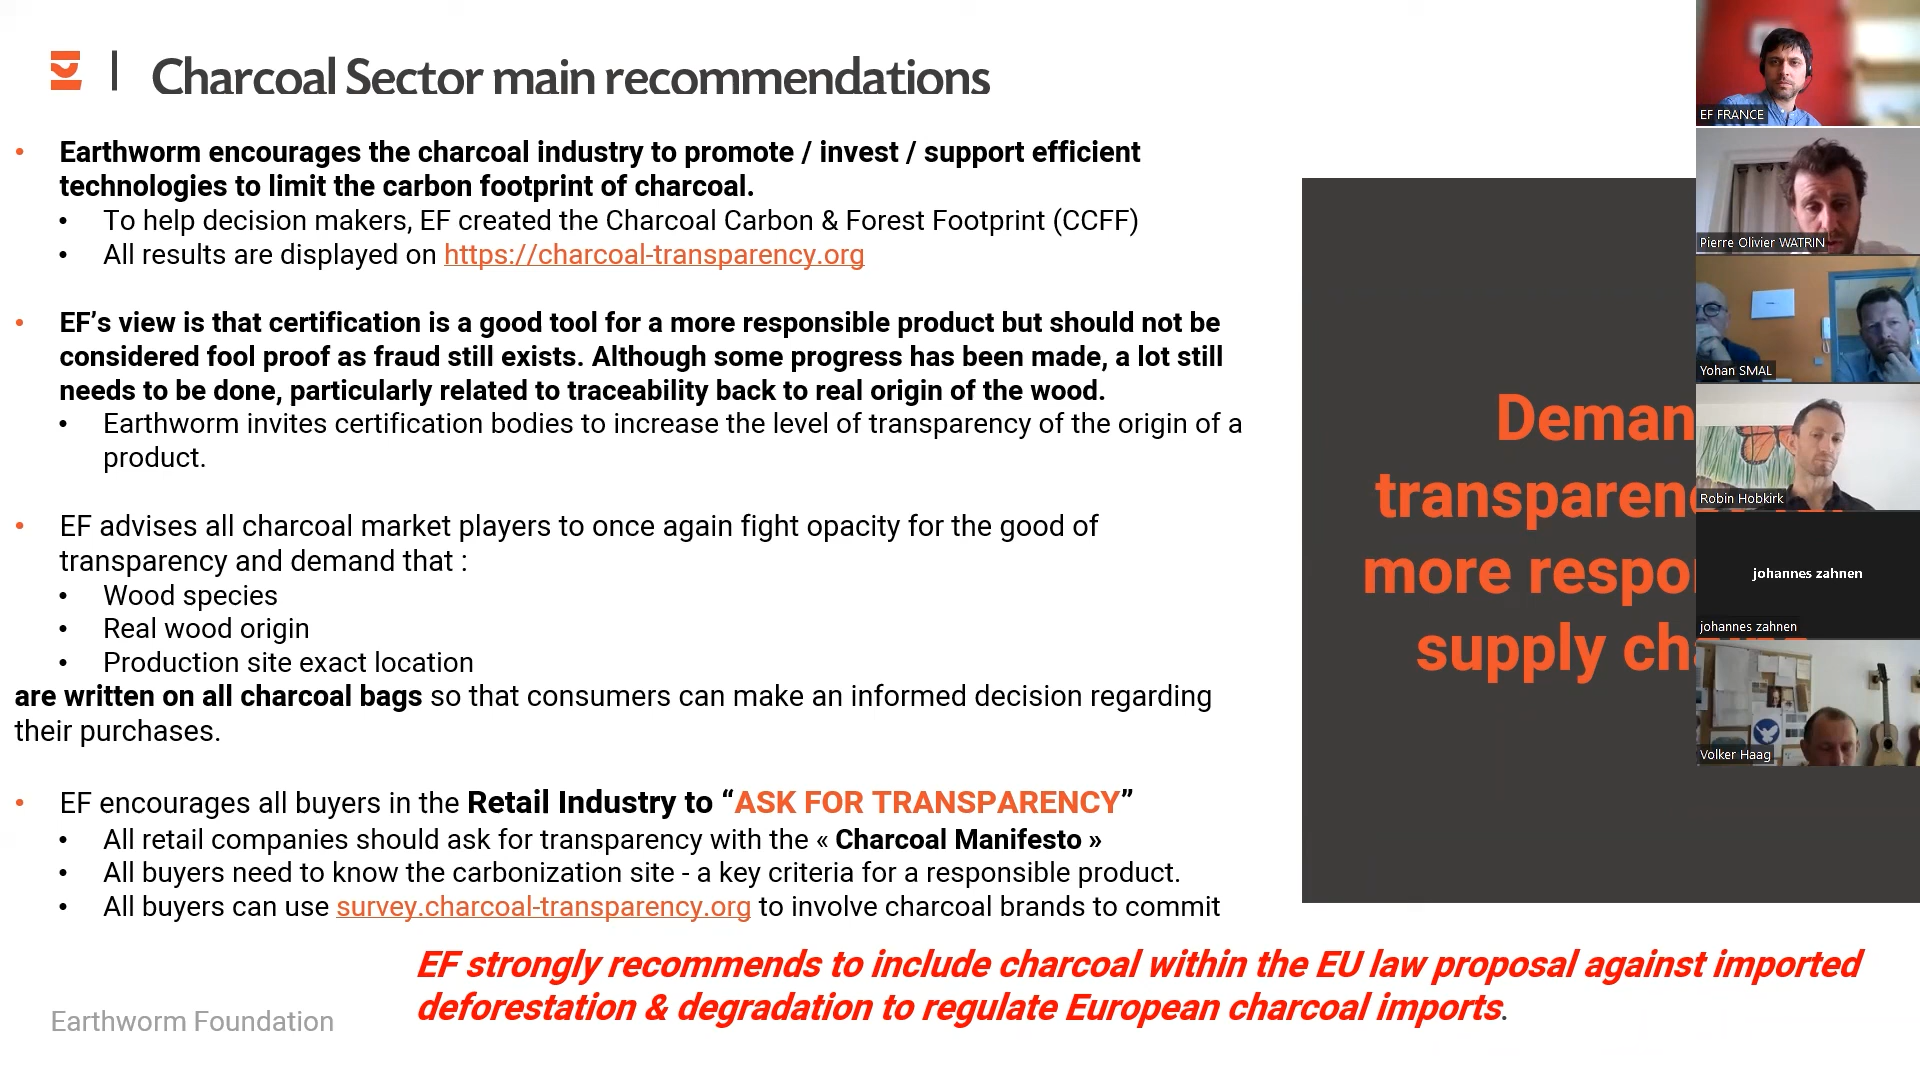 Charcoal Sector main recommendations
• Earthworm encourages the charcoal industry to promote / invest / support efficient
technologies to limit the carbon footprint of charcoal.
• To help decision makers, EF created the Charcoal Carbon & Forest Footprint (CCFF)
• All results are displayed on https://charcoal-transparency.org
• EF’s view is that certification is a good tool for a more responsible product but should not be
considered fool proof as fraud still exists. Although some progress has been made, a lot still
needs to be done, particularly related to traceability back to real origin of the wood.
• Earthworm invites certification bodies to increase the level of transparency of the origin of a
product.
• EF advises all charcoal market players to once again fight opacity for the good of
transparency and demand that :
• Wood species
• Real wood origin
• Production site exact location
are written on all charcoal bags so that consumers can make an informed decision regarding
their purchases.
• EF encourages all buyers in the Retail Industry to “ASK FOR TRANSPARENCY”
• All retail companies should ask for transparency with the « Charcoal Manifesto »
• All buyers need to know the carbonization site - a key criteria for a responsible product.
• All buyers can use survey.charcoal-transparency.org to involve charcoal brands to commit
EF strongly recommends to include charcoal within the EU law proposal against imported
deforestation & degradation to regulate European charcoal imports.
Earthworm Foundation
Deman
transparenc
more respo
supply ch
EF FRANCE
Pierre Olivier WATRIN
Yohan SMAL
Robin Hobkirk
johannes zahnen
johannes zahnen
Volker Haag